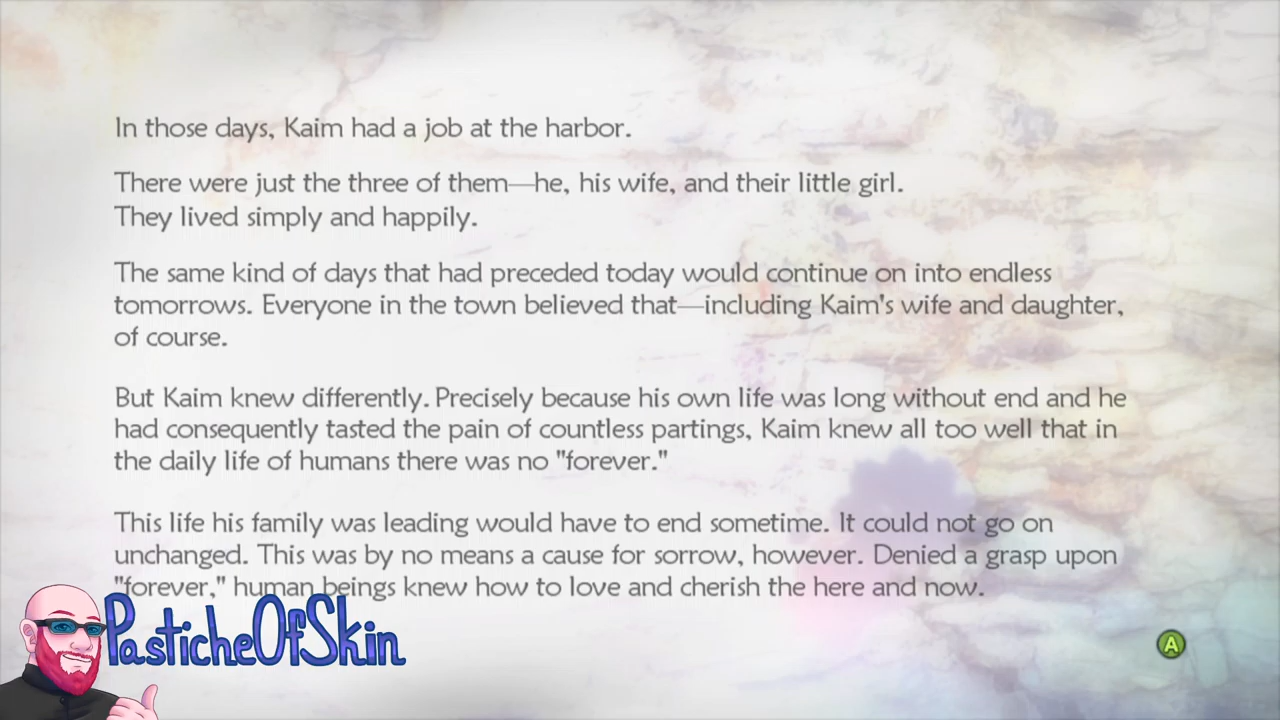 In those days, Kaim had a job at the harbor.
There were just the three of them—he, his wife, and their little girl.
They lived simply and happily.
The same kind of days that had preceded today would continue on into endless
tomorrows. Everyone in the town believed that—including Kaim's wife and daughter,
of course.
But Kaim knew differently. Precisely because his own life was long without end and he
had consequently tasted the pain of countless partings, Kaim knew all too well that in
the daily life of humans there was no "forever."
This life his family was leading would have to end sometime. It could not go on
unchanged. This was by no means a cause for sorrow, however. Denied a grasp upon
"forever," human beings knew how to love and cherish the here and now.
PasticheOfSkin
A